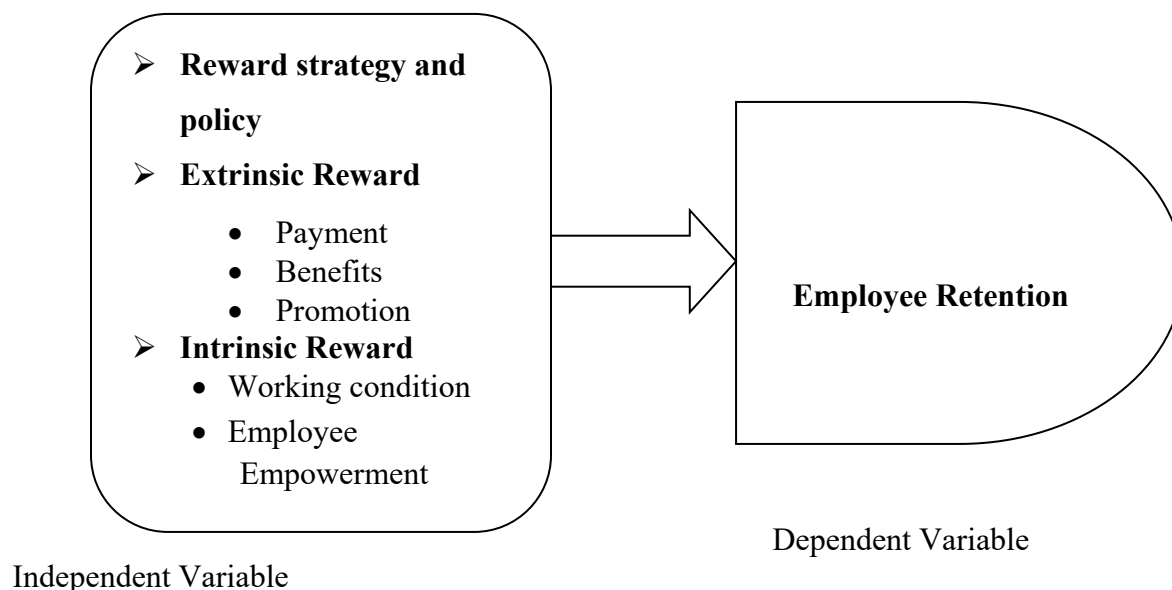 ➢ Reward strategy and
policy
➢ Extrinsic Reward
• Payment
• Benefits
• Promotion
➢ Intrinsic Reward
• Working condition
• Employee
Empowerment
Employee Retention
Dependent Variable
Independent Variable